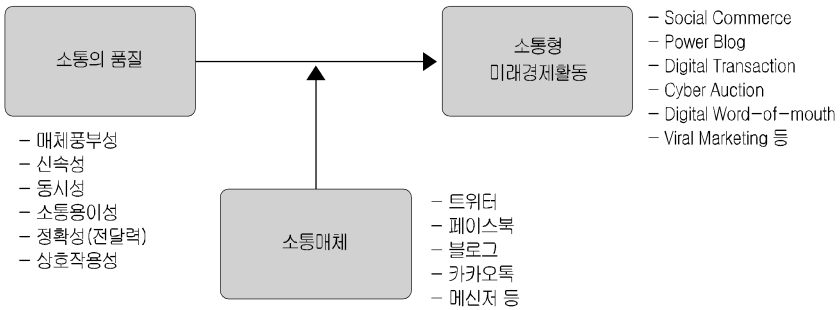 소통의 품질
- 매체풍부성
- 신속성
- 동시성
- 소통용이성
- 정확성(전달력)
- 상호작용성
소통매체
- 트위터
- 페이스북
- 블로그
- 카카오톡
- 메신저 등
소통형
미래경제활동
- Social Commerce
- Power Blog
- Digital Transaction
- Cyber Auction
- Digital Word-of-mouth
- Viral Marketing 등